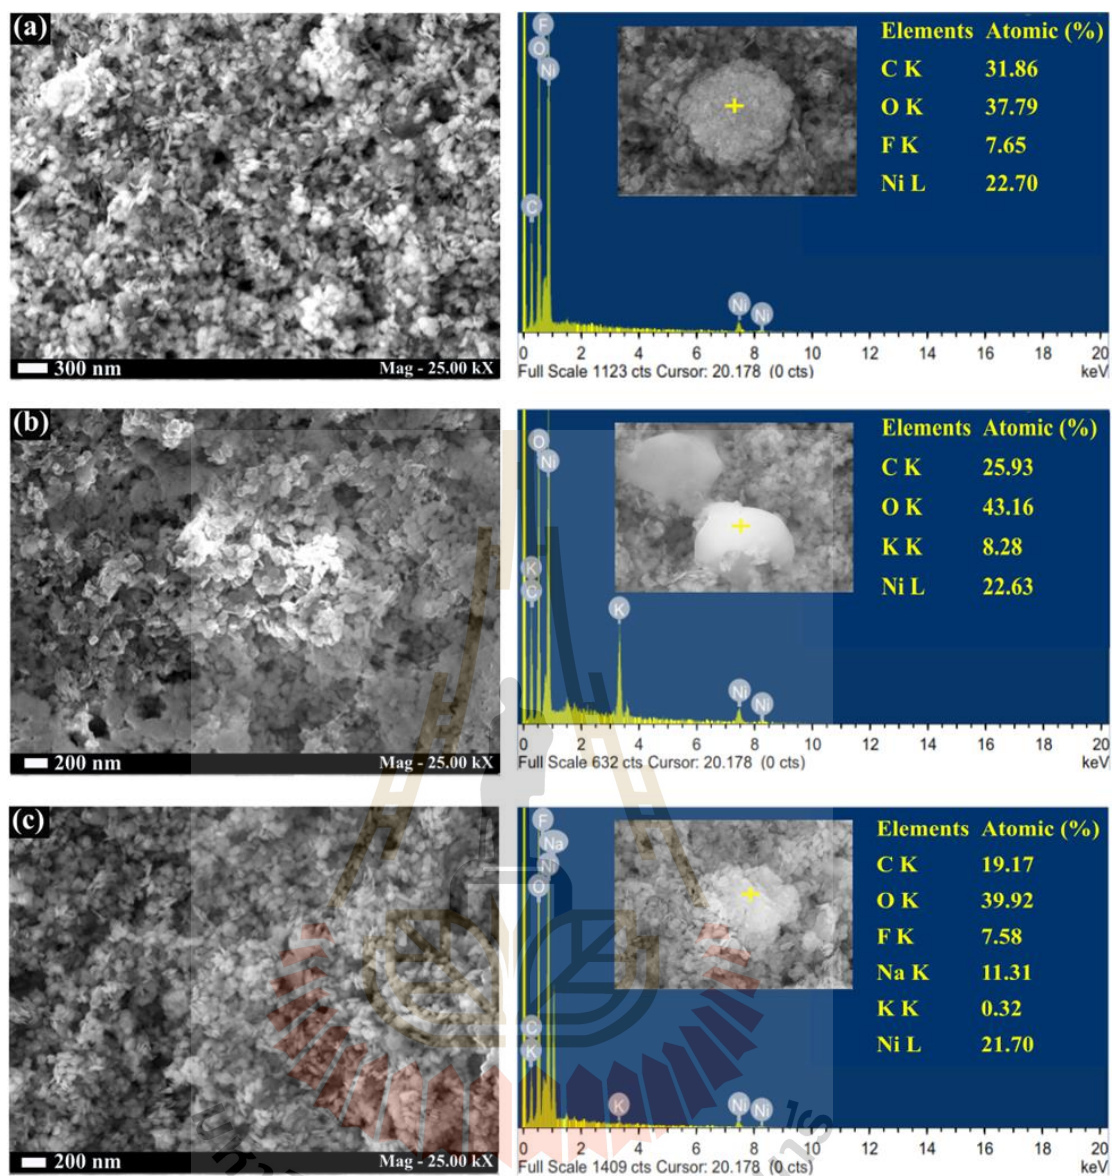 (a)
300 nm Mag - 25.00 kX
F
O
Ni
C
Ni
Ni
Elements Atomic (%)
C K 31.86
O K 37.79
F K 7.65
Ni L 22.70
0 2 4 6 8 10 12 14 16 18 20
Full Scale 1123 cts Cursor: 20.178 (0 cts) keV
(b)
200 nm Mag - 25.00 kX
O
Ni
K
C
K
Ni
Ni
Elements Atomic (%)
C K 25.93
O K 43.16
K K 8.28
Ni L 22.63
0 2 4 6 8 10 12 14 16 18 20
Full Scale 632 cts Cursor: 20.178 (0 cts) keV
(c)
200 nm Mag - 25.00 kX
F
Na
Ni
O
C
K
K
Ni
Ni
Elements Atomic (%)
C K 19.17
O K 39.92
F K 7.58
Na K 11.31
K K 0.32
Ni L 21.70
0 2 4 6 8 10 12 14 16 18 20
Full Scale 1409 cts Cursor: 20.178 (0 cts) keV